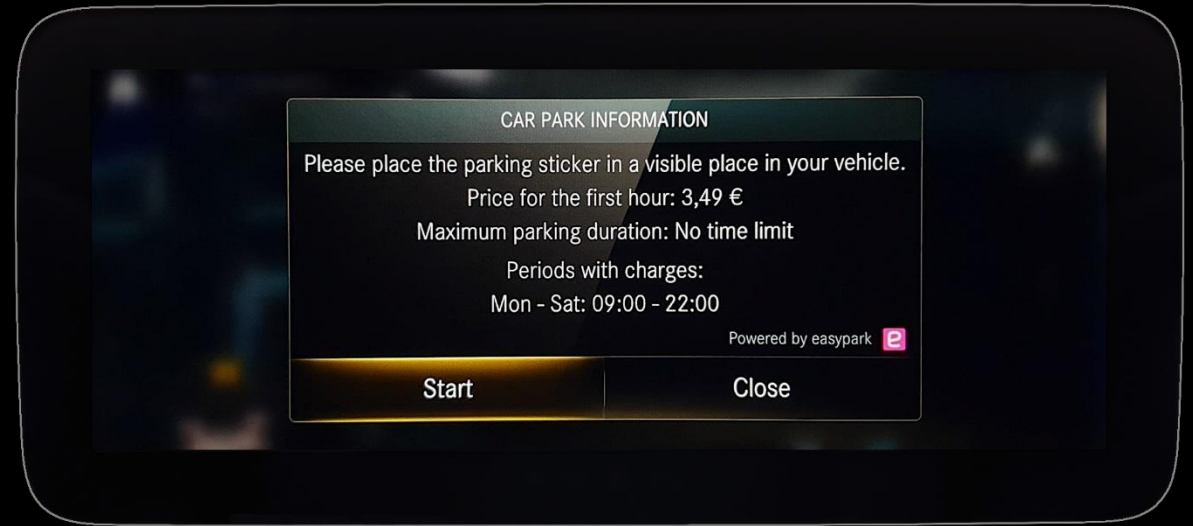 CAR PARK INFORMATION
Please place the parking sticker in a visible place in your vehicle.
Price for the first hour: 3,49 €
Maximum parking duration: No time limit
Periods with charges:
Mon - Sat: 09:00 - 22:00
Powered by easypark e
Start Close